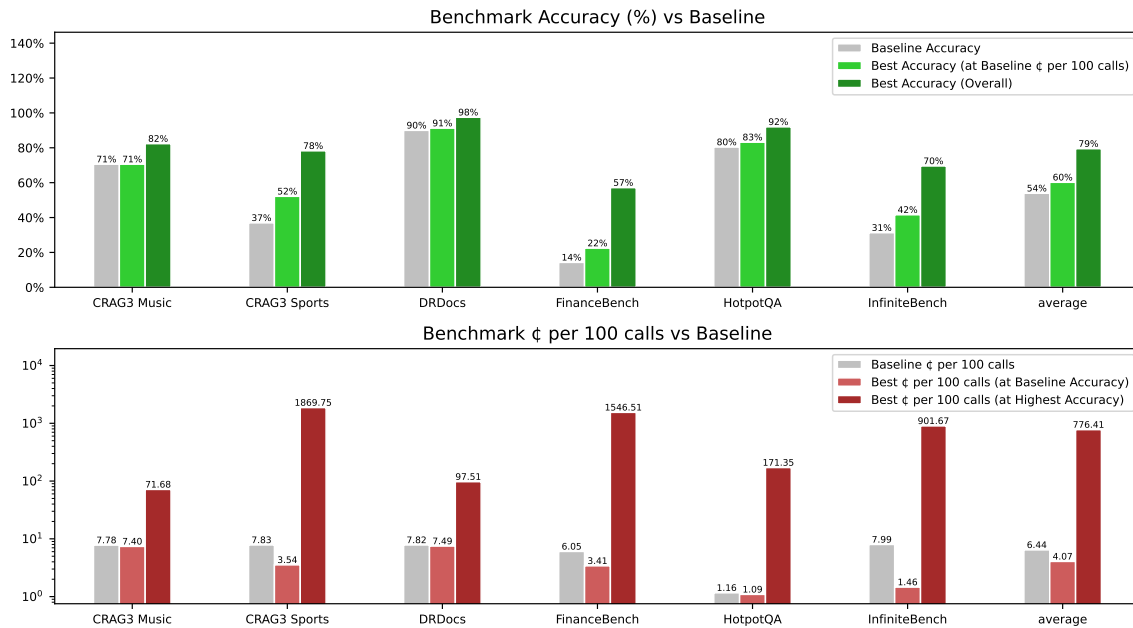 Benchmark Accuracy (%) vs Baseline
140%
120%
100%
80%
60%
40%
20%
0%
Baseline Accuracy
Best Accuracy (at Baseline ¢ per 100 calls)
Best Accuracy (Overall)
71% 71% 82%
37% 52% 78%
90% 91% 98%
14% 22% 57%
80% 83% 92%
31% 42% 70%
54% 60% 79%
CRAG3 Music CRAG3 Sports DRDocs FinanceBench HotpotQA InfiniteBench average
Benchmark ¢ per 100 calls vs Baseline
10⁴
10³
10²
10¹
10⁰
Baseline ¢ per 100 calls
Best ¢ per 100 calls (at Baseline Accuracy)
Best ¢ per 100 calls (at Highest Accuracy)
7.78 7.40 71.68
7.83 3.54 1869.75
7.82 7.49 97.51
6.05 3.41 1546.51
1.16 1.09 171.35
7.99 1.46 901.67
6.44 4.07 776.41
CRAG3 Music CRAG3 Sports DRDocs FinanceBench HotpotQA InfiniteBench average